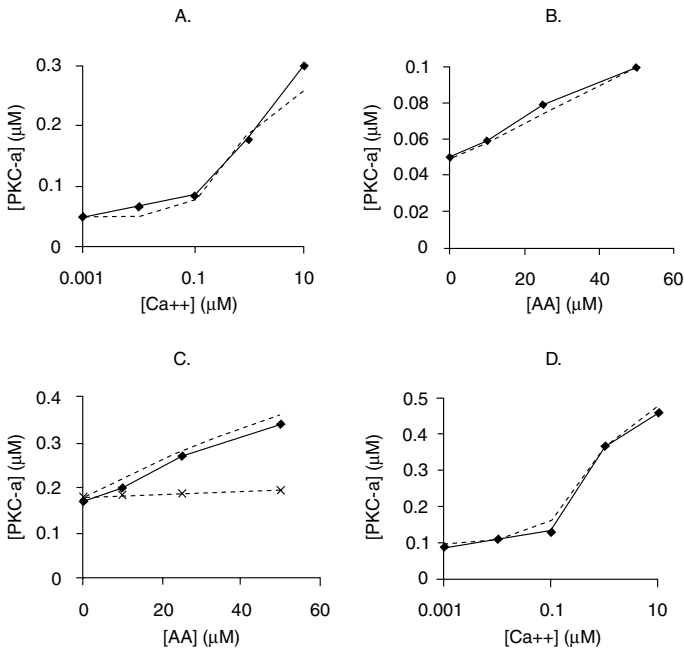 A.
[PKC-a] (μM)
0.3
0.2
0.1
0
0.001
0.1
10
[Ca++] (μM)
B.
[PKC-a] (μM)
0.1
0.08
0.06
0.04
0.02
0
0
20
40
60
[AA] (μM)
C.
[PKC-a] (μM)
0.4
0.3
0.2
0.1
0
0
20
40
60
[AA] (μM)
D.
[PKC-a] (μM)
0.5
0.4
0.3
0.2
0.1
0
0.001
0.1
10
[Ca++] (μM)